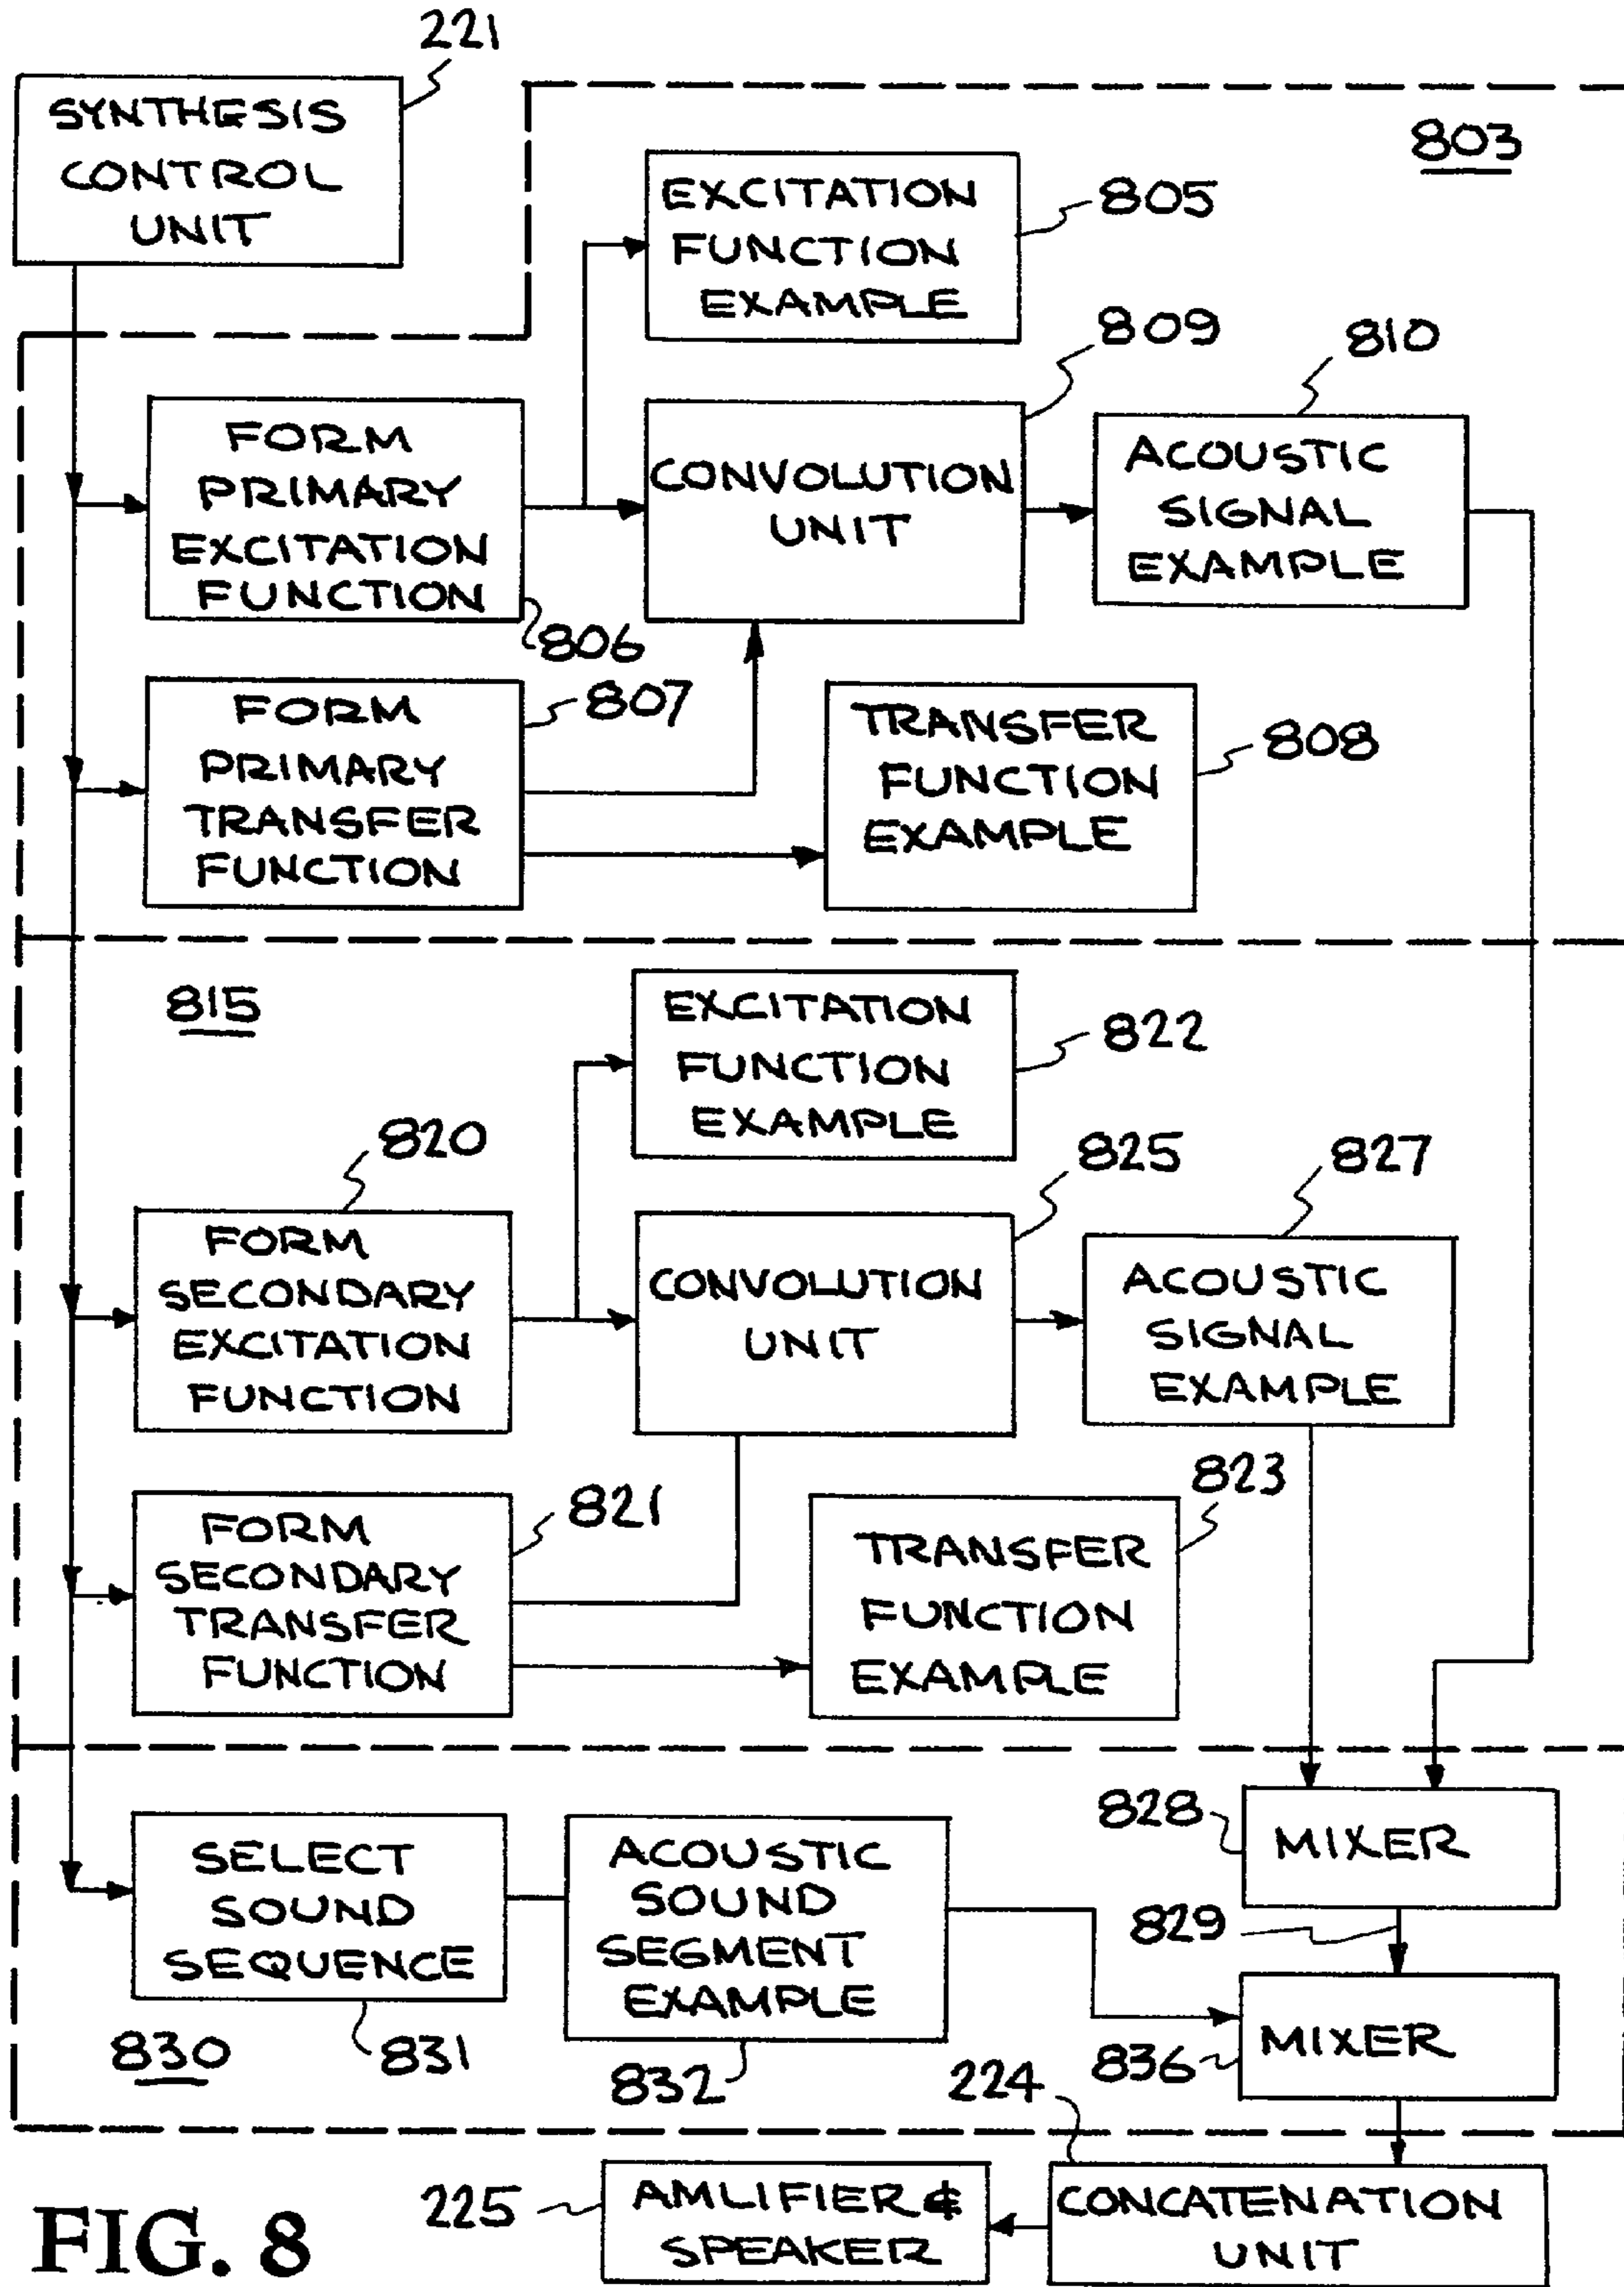 221
SYNTHESIS
CONTROL
UNIT
803
EXCITATION
FUNCTION
EXAMPLE
805
809
810
FORM
PRIMARY
EXCITATION
FUNCTION
806
CONVOLUTION
UNIT
ACOUSTIC
SIGNAL
EXAMPLE
FORM
PRIMARY
TRANSFER
FUNCTION
807
TRANSFER
FUNCTION
EXAMPLE
808
815
EXCITATION
FUNCTION
EXAMPLE
822
820
825
827
FORM
SECONDARY
EXCITATION
FUNCTION
CONVOLUTION
UNIT
ACOUSTIC
SIGNAL
EXAMPLE
823
821
FORM
SECONDARY
TRANSFER
FUNCTION
TRANSFER
FUNCTION
EXAMPLE
828
MIXER
SELECT
SOUND
SEQUENCE
ACOUSTIC
SOUND
SEGMENT
EXAMPLE
829
MIXER
830
831
832
836
224
225
AMLIFIER &
SPEAKER
CONCATENATION
UNIT
FIG. 8